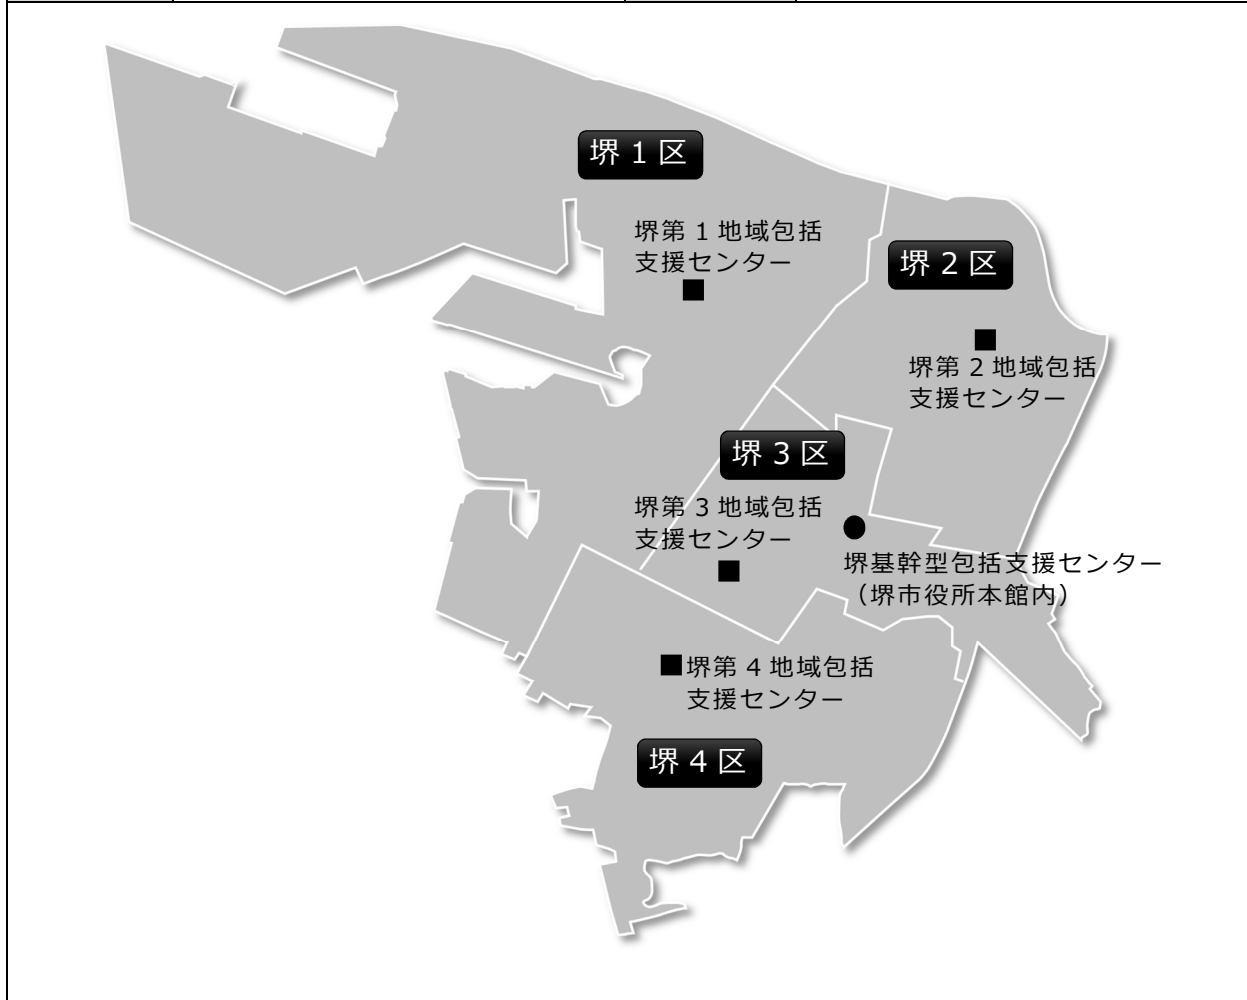 堺1区
堺第1地域包括
支援センター
堺2区
堺第2地域包括
支援センター
堺3区
堺第3地域包括
支援センター
堺基幹型包括支援センター
（堺市役所本館内）
堺第4地域包括
支援センター
堺4区